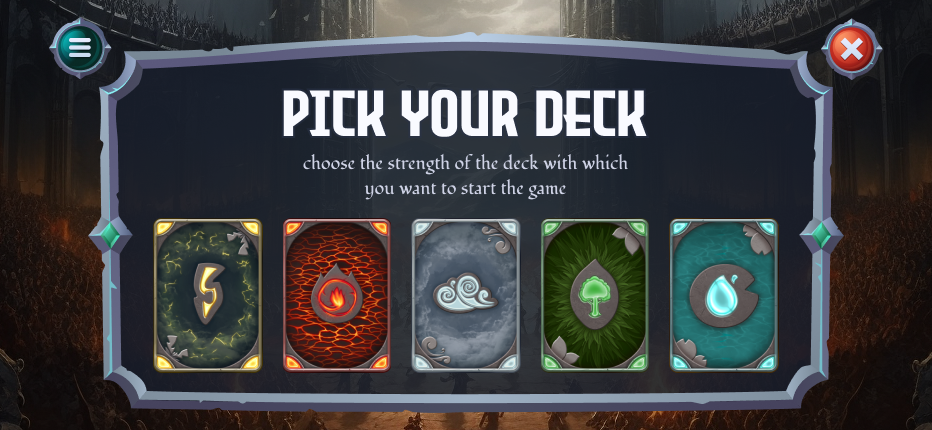 PICK YOUR DECK
choose the strength of the deck with which
you want to start the game